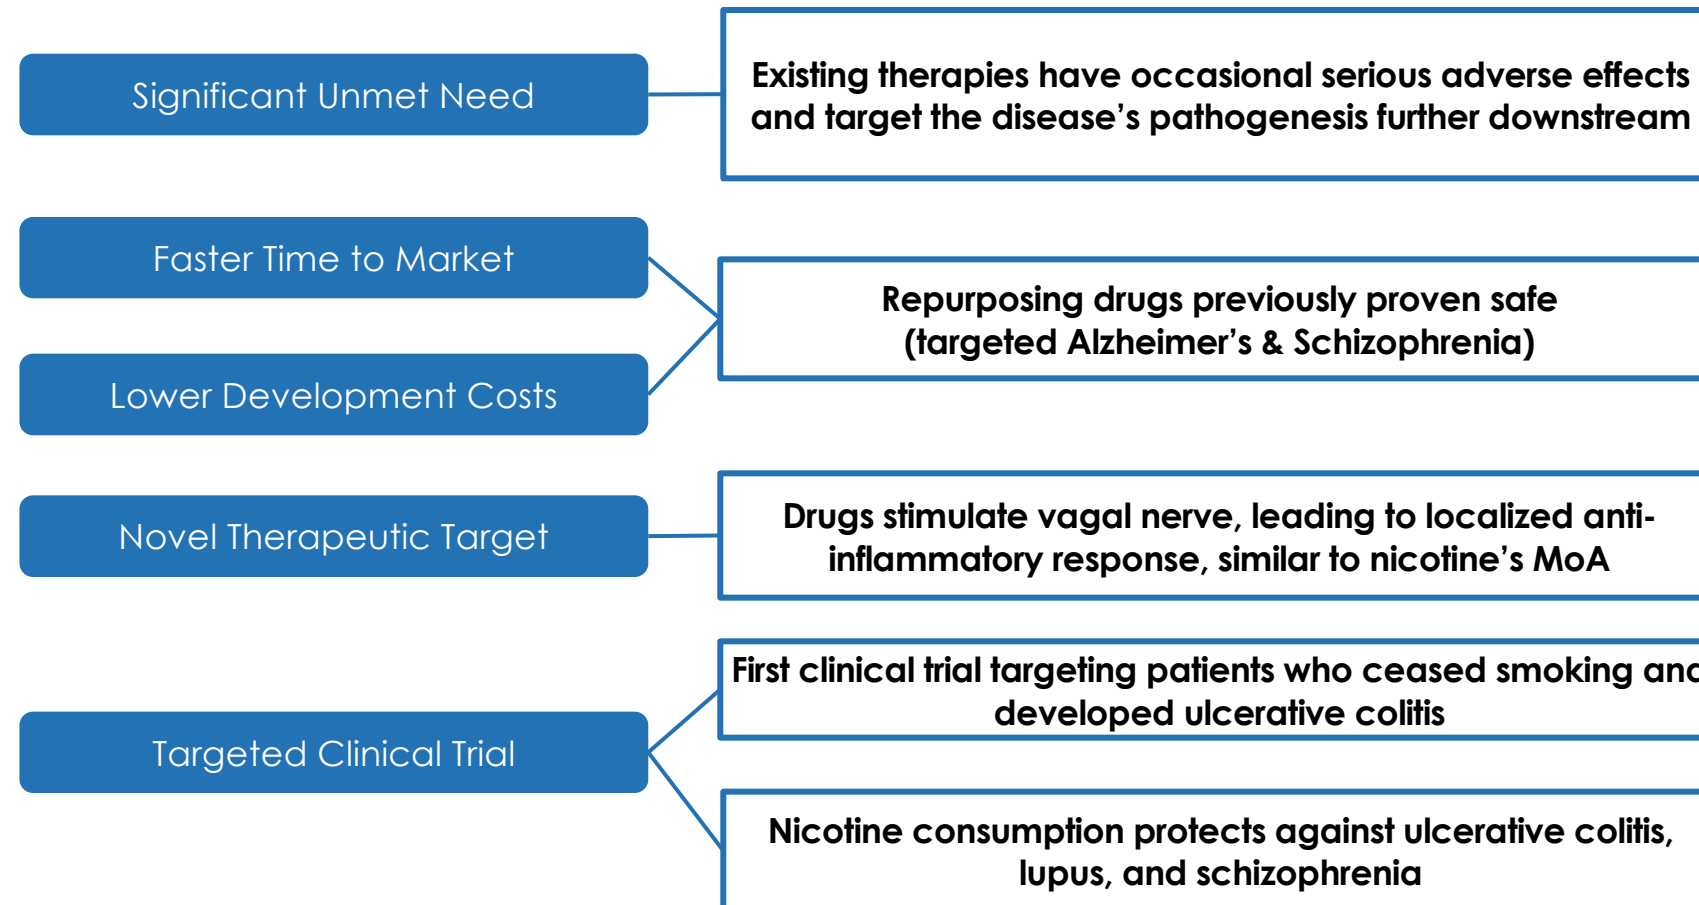 Significant Unmet Need
Existing therapies have occasional serious adverse effects
and target the disease’s pathogenesis further downstream
Faster Time to Market
Lower Development Costs
Repurposing drugs previously proven safe
(targeted Alzheimer’s & Schizophrenia)
Novel Therapeutic Target
Drugs stimulate vagal nerve, leading to localized anti-
inflammatory response, similar to nicotine’s MoA
Targeted Clinical Trial
First clinical trial targeting patients who ceased smoking and
developed ulcerative colitis
Nicotine consumption protects against ulcerative colitis,
lupus, and schizophrenia